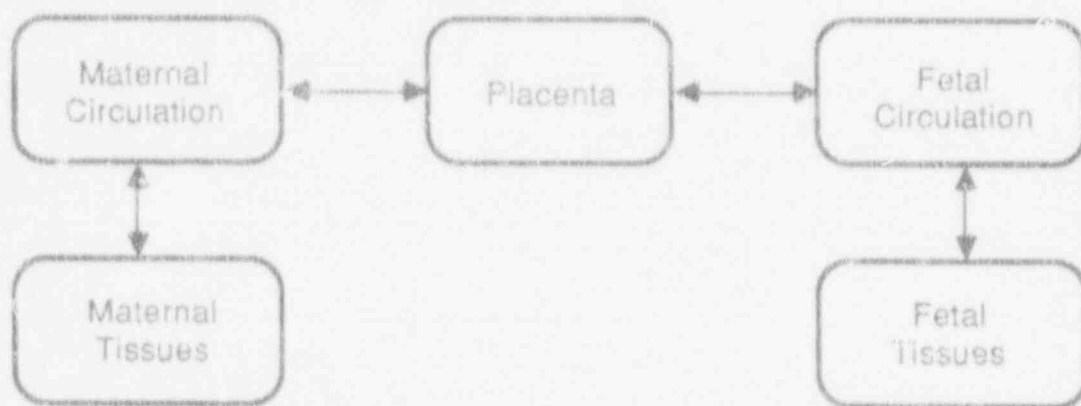 Maternal
Circulation
Placenta
Fetal
Circulation
Maternal
Tissues
Fetal
Tissues